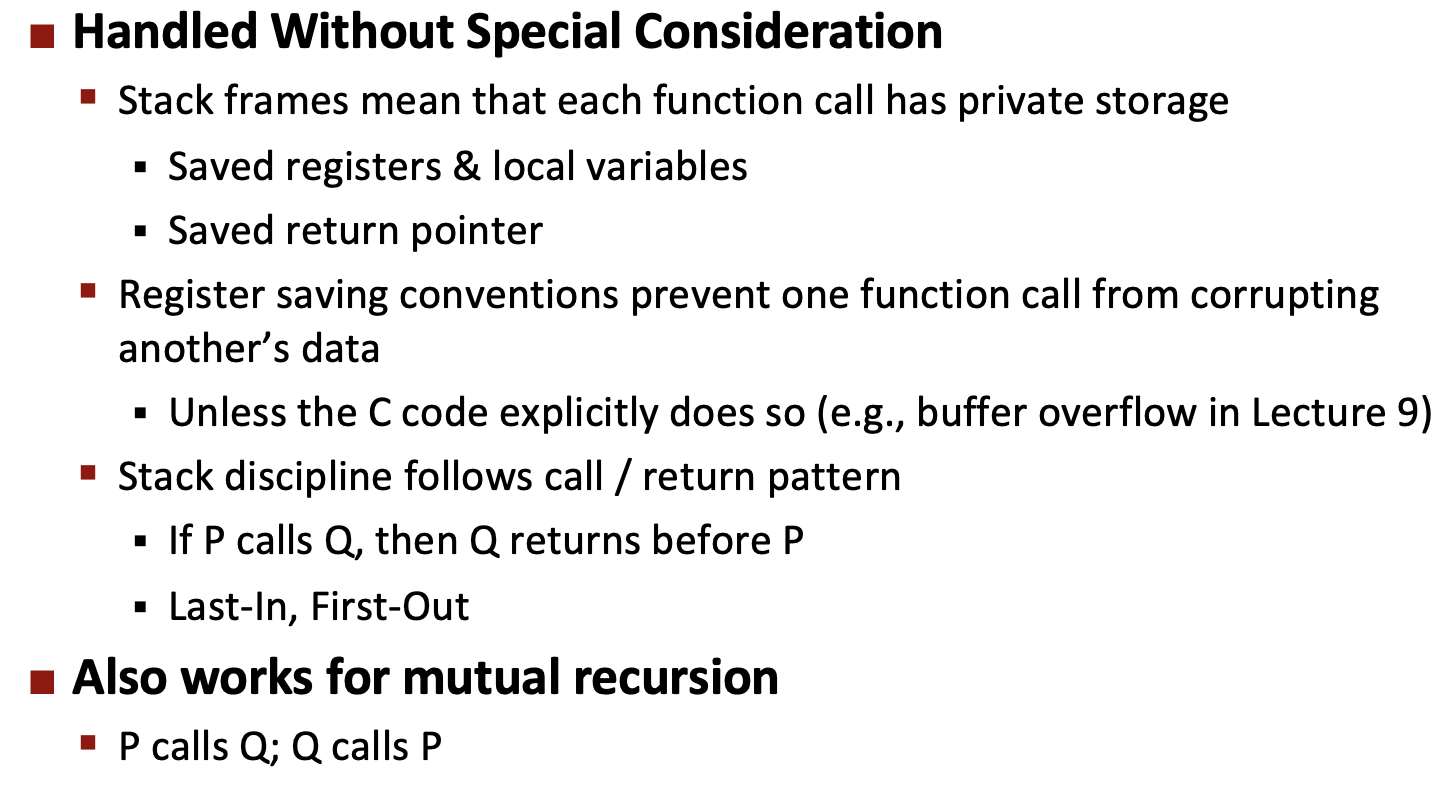 Handled Without Special Consideration
Stack frames mean that each function call has private storage
Saved registers & local variables
Saved return pointer
Register saving conventions prevent one function call from corrupting
another’s data
Unless the C code explicitly does so (e.g., buffer overflow in Lecture 9)
Stack discipline follows call / return pattern
If P calls Q, then Q returns before P
Last-In, First-Out
Also works for mutual recursion
P calls Q; Q calls P